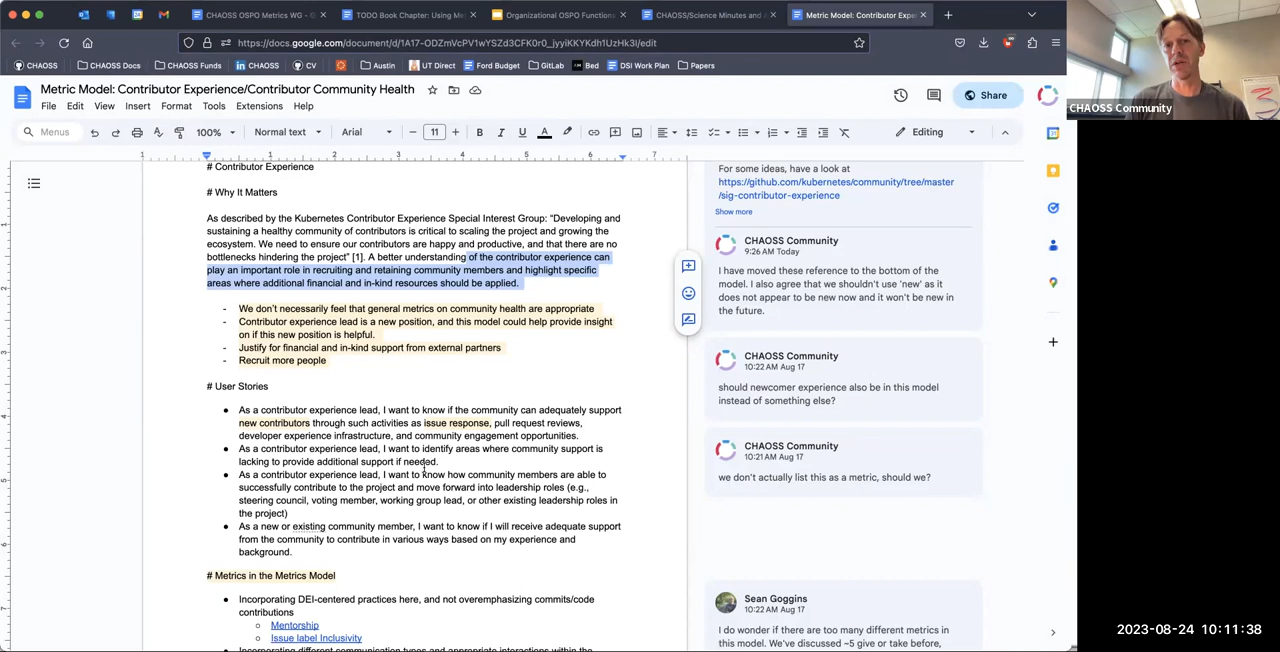 CHAOSS OSPO Metrics WG -
TODO Book Chapter: Using Me
Organizational OSPO Functions
CHAOSS/Science Minutes and
Metric Model: Contributor Expe
https://docs.google.com/document/d/1A17-ODZmVcPV1wYSZd3CFK0r0_jyyiKKYKdh1UzHk3I/edit
CHAOSS
CHAOSS Docs
CHAOSS Funds
CHAOSS
CV
Austin
UT Direct
Ford Budget
GitLab
Bed
DSI Work Plan
Papers
Metric Model: Contributor Experience/Contributor Community Health
File Edit View Insert Format Tools Extensions Help
Share
CHAOSS Community
Menus
100%
Normal text
Arial
11
Editing
1 1 2 3 4 5 6 7
# Contributor Experience
# Why It Matters
As described by the Kubernetes Contributor Experience Special Interest Group: “Developing and
sustaining a healthy community of contributors is critical to scaling the project and growing the
ecosystem. We need to ensure our contributors are happy and productive, and that there are no
bottlenecks hindering the project” [1]. A better understanding of the contributor experience can
play an important role in recruiting and retaining community members and highlight specific
areas where additional financial and in-kind resources should be applied.
- We don’t necessarily feel that general metrics on community health are appropriate
- Contributor experience lead is a new position, and this model could help provide insight
on if this new position is helpful.
- Justify for financial and in-kind support from external partners
- Recruit more people
# User Stories
● As a contributor experience lead, I want to know if the community can adequately support
new contributors through such activities as issue response, pull request reviews,
developer experience infrastructure, and community engagement opportunities.
● As a contributor experience lead, I want to identify areas where community support is
lacking to provide additional support if needed.
● As a contributor experience lead, I want to know how community members are able to
successfully contribute to the project and move forward into leadership roles (e.g.,
steering council, voting member, working group lead, or other existing leadership roles in
the project)
● As a new or existing community member, I want to know if I will receive adequate support
from the community to contribute in various ways based on my experience and
background.
# Metrics in the Metrics Model
● Incorporating DEI-centered practices here, and not overemphasizing commits/code
contributions
○ Mentorship
○ Issue label Inclusivity
● Incorporating different communication types and appropriate interactions within the
For some ideas, have a look at
https://github.com/kubernetes/community/tree/master
/sig-contributor-experience
Show more
CHAOSS Community
9:26 AM Today
I have moved these reference to the bottom of the
model. I also agree that we shouldn't use 'new' as it
does not appear to be new now and it won't be new in
the future.
CHAOSS Community
10:22 AM Aug 17
should newcomer experience also be in this model
instead of something else?
CHAOSS Community
10:21 AM Aug 17
we don't actually list this as a metric, should we?
Sean Goggins
10:22 AM Aug 17
I do wonder if there are too many different metrics in
this model. We've discussed ~5 give or take before,
2023-08-24 10:11:38